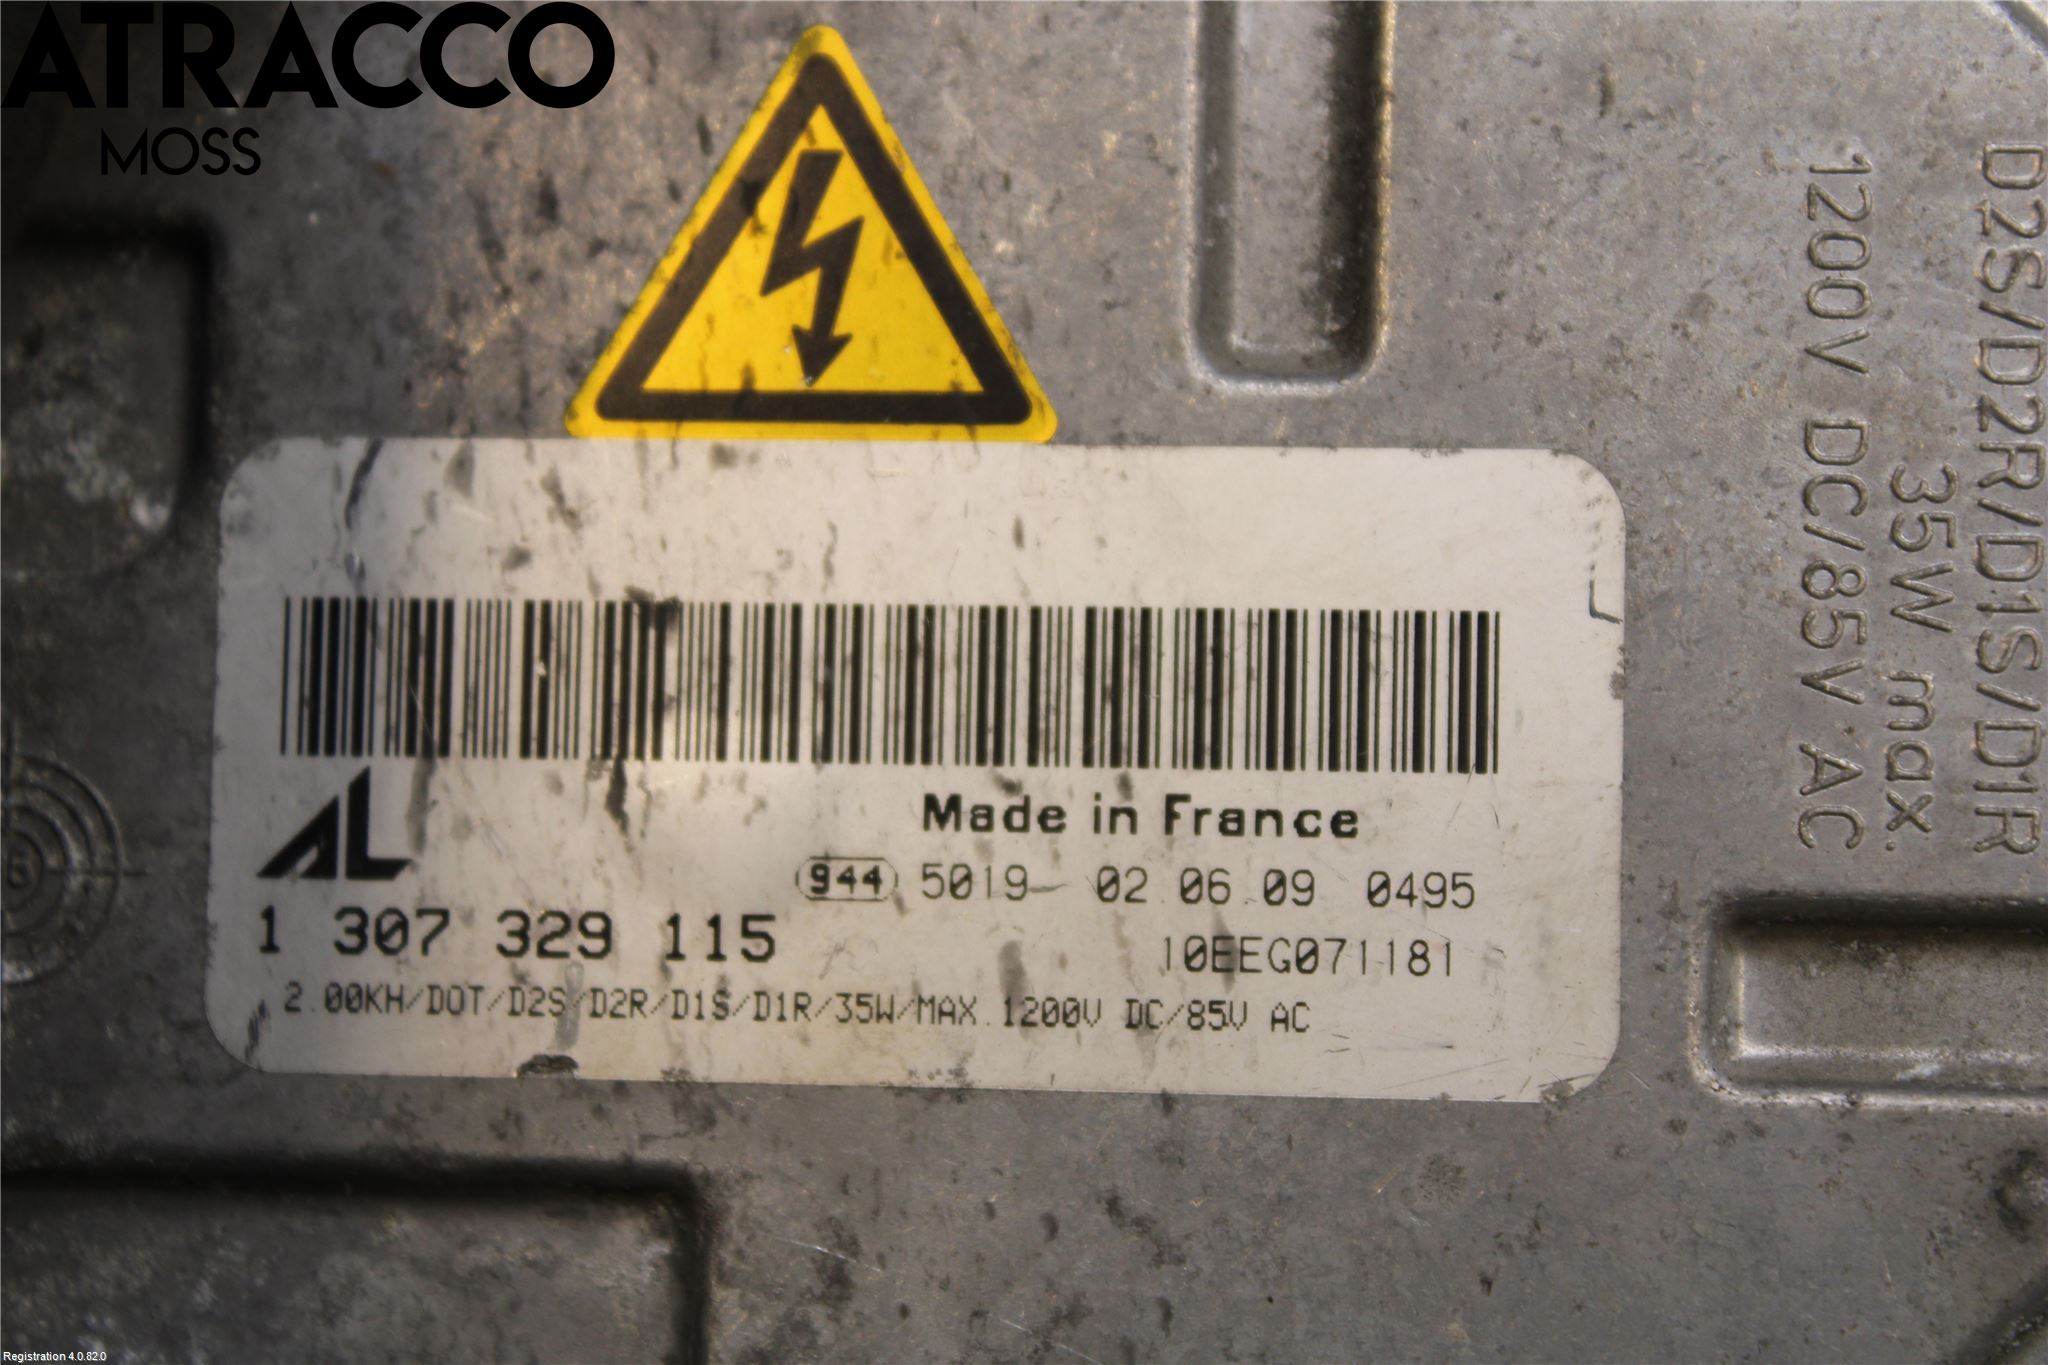 ATRACCO
MOSS
D2S/D2R/D1S/D1R
35W max.
1200V DC/85V AC
AL
Made in France
944 5019 02.06.09 0495
1 307 329 115
10EEG071181
2.00KH/DOT/D2S/D2R/D1S/D1R/35W/MAX.1200V DC/85V AC
5
Registration 4.0.82.0